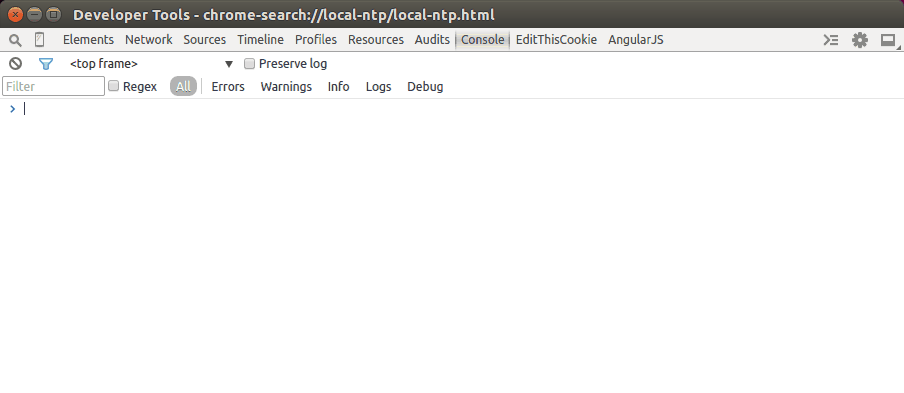 Developer Tools - chrome-search://local-ntp/local-ntp.html
Elements Network Sources Timeline Profiles Resources Audits Console EditThisCookie AngularJS
<top frame> Preserve log
Filter Regex All Errors Warnings Info Logs Debug